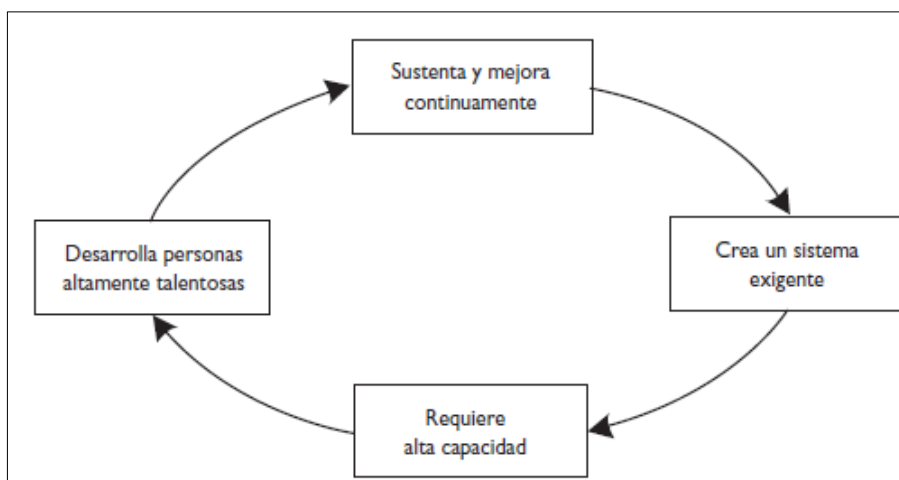 Sustenta y mejora
continuamente
Crea un sistema
exigente
Requiere
alta capacidad
Desarrolla personas
altamente talentosas